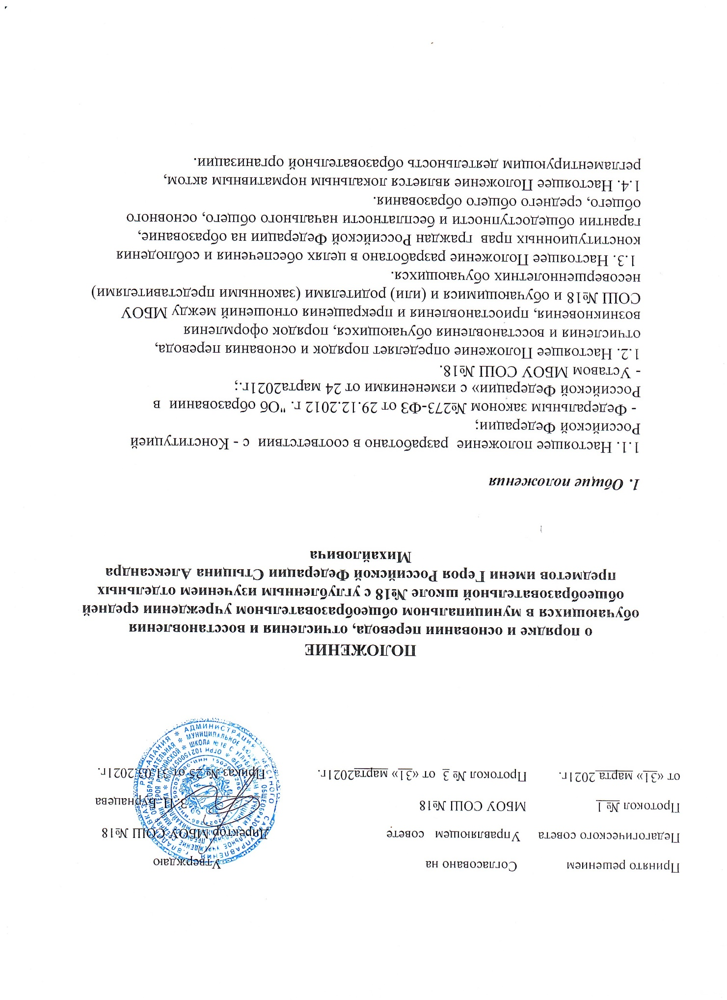 Принято решением Согласовано на Утверждаю
Педагогического совета Управляющем совете Директор МБОУ СОШ №18
Протокол № 1 МБОУ СОШ №18 З. Ц. Бурнацева
от «31» марта 2021г. Протокол № 3 от «31» марта2021г. Приказ № 25 от 31.03.2021г.
ПОЛОЖЕНИЕ
о порядке и основании перевода, отчисления и восстановления
обучающихся в муниципальном общеобразовательном учреждении средней
общеобразовательной школе №18 с углубленным изучением отдельных
предметов имени Героя Российской Федерации Стыцина Александра
Михайловича
1. Общие положения
1.1. Настоящее положение разработано в соответствии с - Конституцией
Российской Федерации;
- Федеральным законом №273-ФЗ от 29.12.2012 г. "Об образовании в
Российской Федерации» с изменениями от 24 марта2021г.;
- Уставом МБОУ СОШ №18.
1.2. Настоящее Положение определяет порядок и основания перевода,
отчисления и восстановления обучающихся, порядок оформления
возникновения, приостановления и прекращения отношений между МБОУ
СОШ №18 и обучающимися и (или) родителями (законными представителями)
несовершеннолетних обучающихся.
1.3. Настоящее Положение разработано в целях обеспечения и соблюдения
конституционных прав граждан Российской Федерации на образование,
гарантии общедоступности и бесплатности начального общего, основного
общего, среднего общего образования.
1.4. Настоящее Положение является локальным нормативным актом,
регламентирующим деятельность образовательной организации.